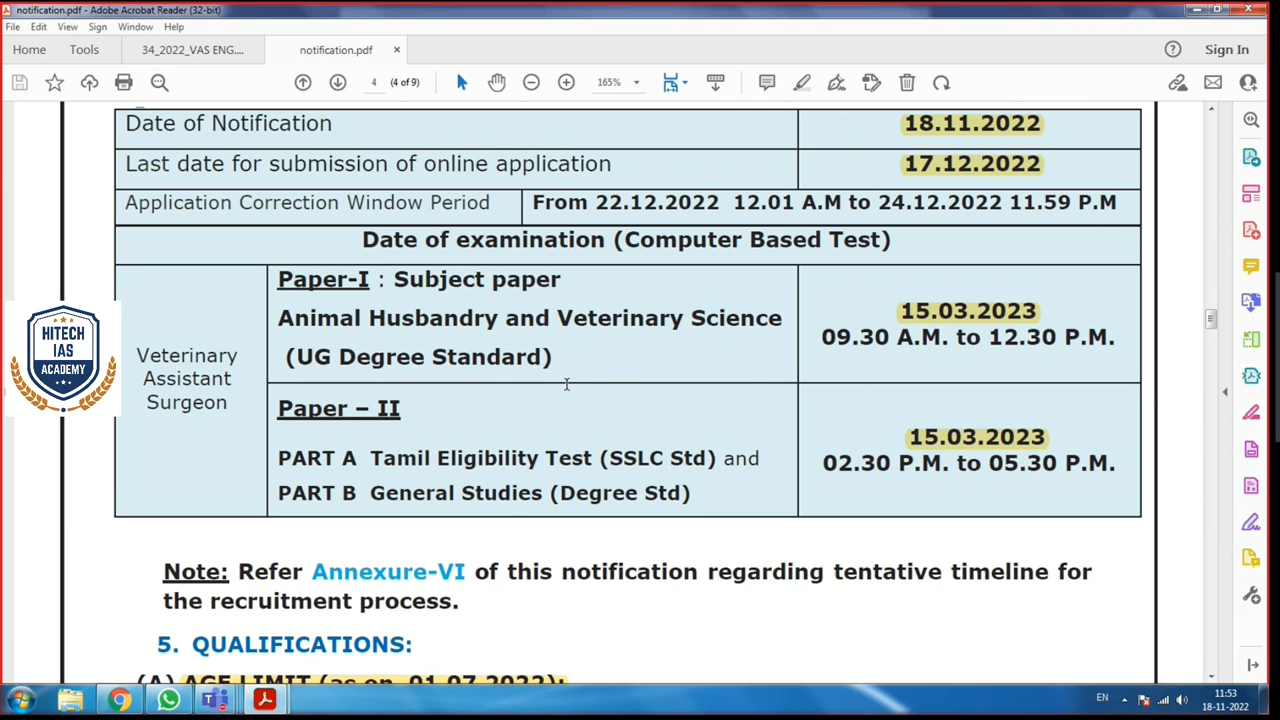 notification.pdf - Adobe Acrobat Reader (32-bit)
File Edit View Sign Window Help
Home Tools 34_2022_VAS ENG.... notification.pdf × Sign In
4 (4 of 9) 165%
Date of Notification 18.11.2022
Last date for submission of online application 17.12.2022
Application Correction Window Period From 22.12.2022 12.01 A.M to 24.12.2022 11.59 P.M
Date of examination (Computer Based Test)
Veterinary
Assistant
Surgeon
Paper-I : Subject paper
Animal Husbandry and Veterinary Science
(UG Degree Standard)
15.03.2023
09.30 A.M. to 12.30 P.M.
Paper – II
PART A Tamil Eligibility Test (SSLC Std) and
PART B General Studies (Degree Std)
15.03.2023
02.30 P.M. to 05.30 P.M.
HITECH
IAS
ACADEMY
Note: Refer Annexure-VI of this notification regarding tentative timeline for
the recruitment process.
5. QUALIFICATIONS:
(A) AGE LIMIT (as on 01.07.2022):
EN 11:53
18-11-2022